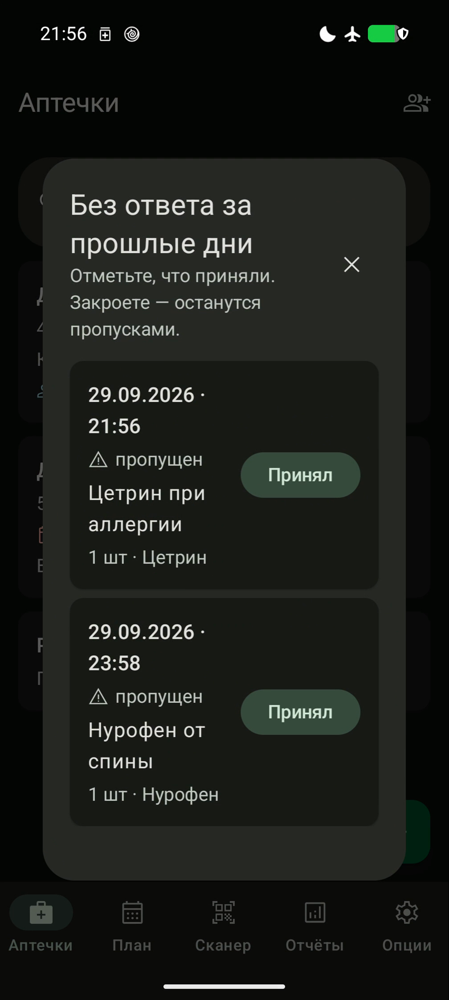 21:56
Аптечки
Без ответа за
прошлые дни
Отметьте, что приняли.
Закроете — останутся
пропусками.
29.09.2026 ·
21:56
пропущен
Принял
Цетрин при
аллергии
1 шт · Цетрин
29.09.2026 ·
23:58
пропущен
Принял
Нурофен от
спины
1 шт · Нурофен
Аптечки
План
Сканер
Отчёты
Опции